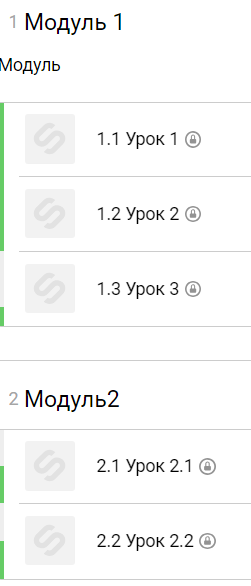 1 Модуль 1
Модуль
1.1 Урок 1
1.2 Урок 2
1.3 Урок 3
2 Модуль2
2.1 Урок 2.1
2.2 Урок 2.2